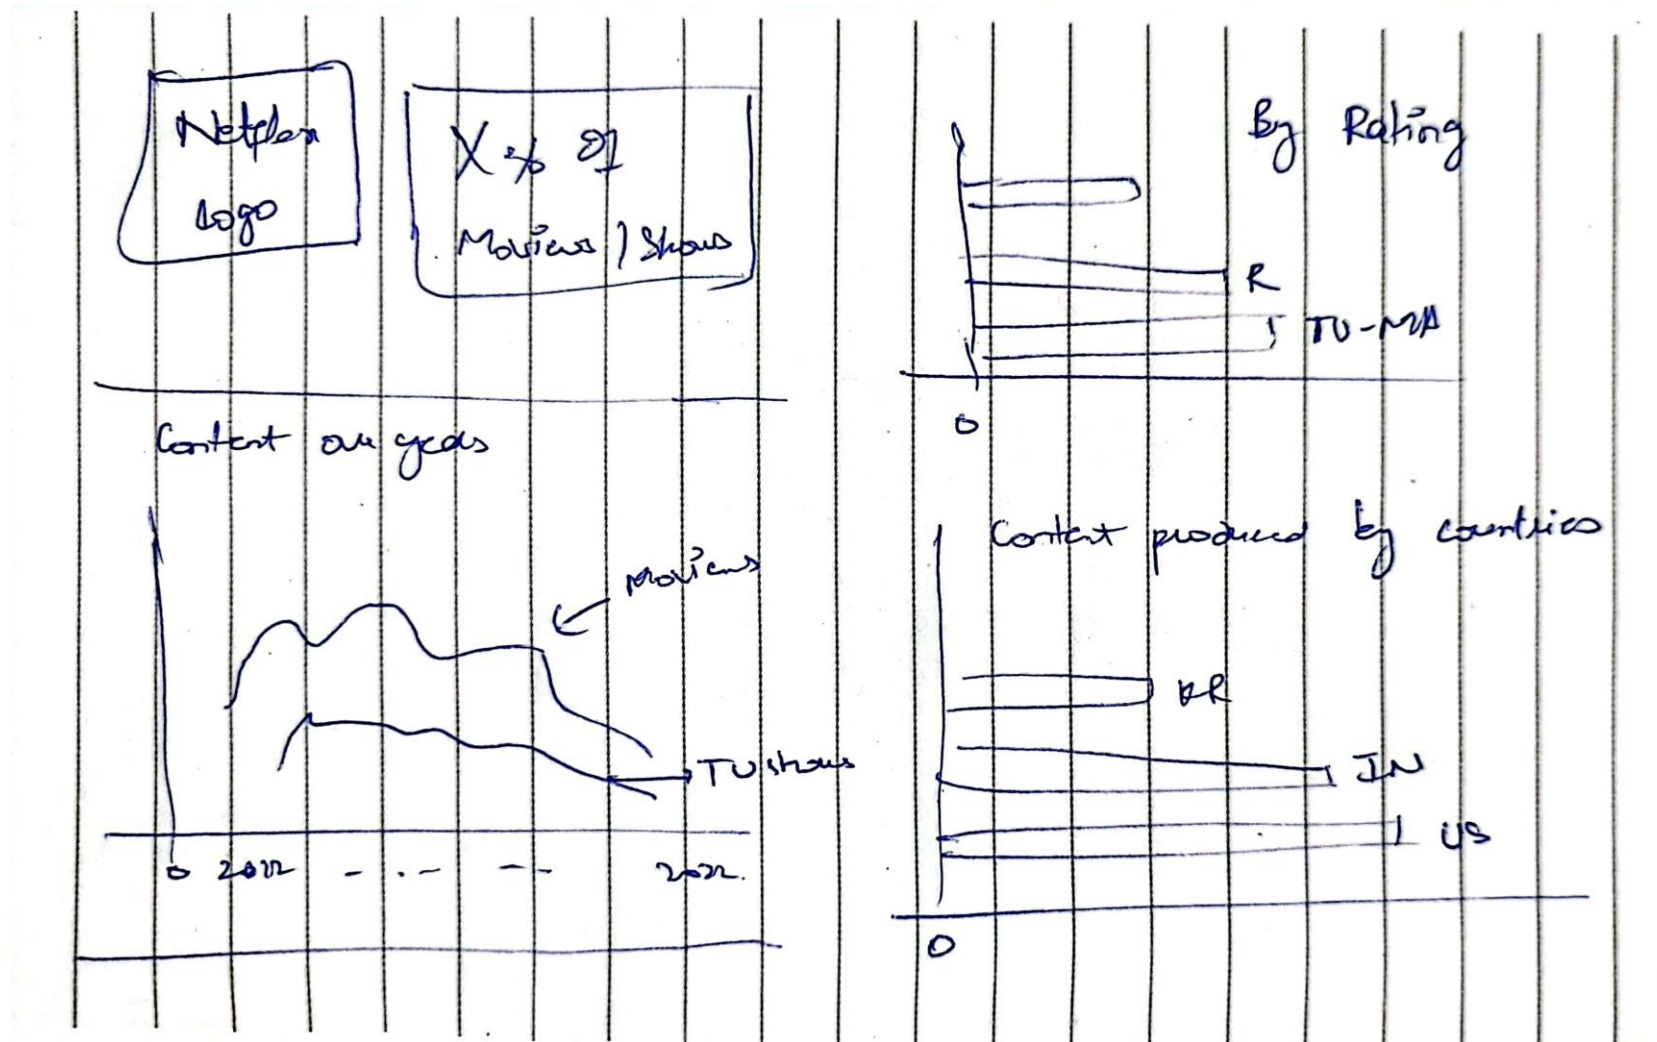 Netflix
Logo
X % of
Movies / Shows
Content over years
Movies
TV shows
0 2022 - . - - - 2022.
By Rating
R
TV-MA
0
Content produced by countries
KR
IN
US
0